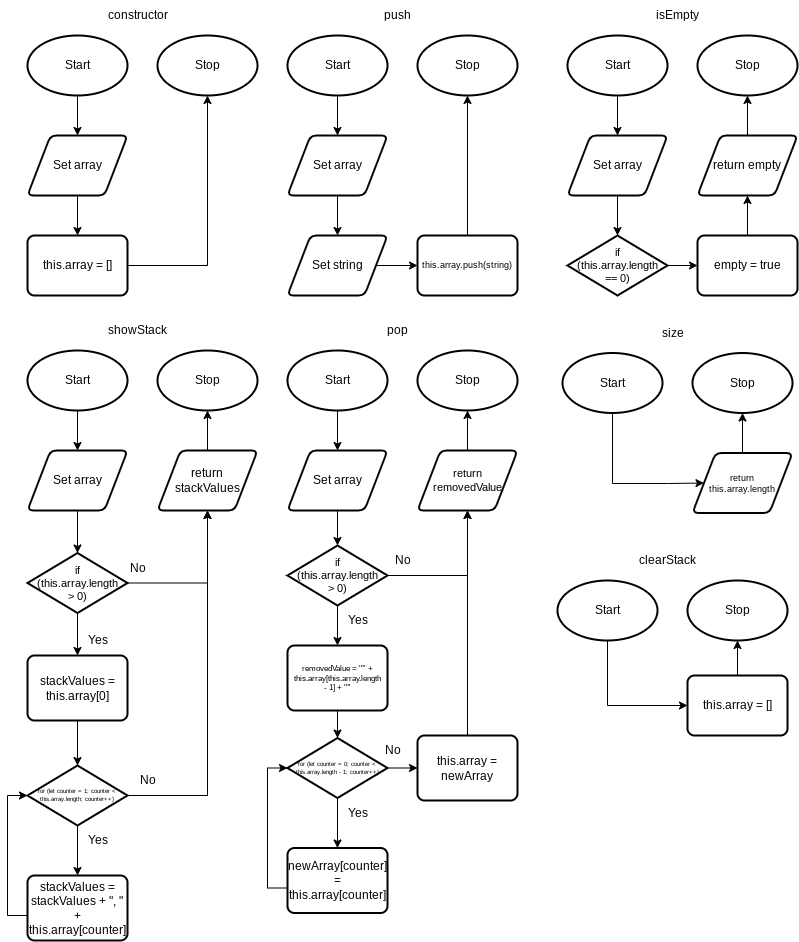 constructor
Start
Stop
Set array
this.array = []
push
Start
Stop
Set array
Set string
this.array.push(string)
isEmpty
Start
Stop
Set array
return empty
if
(this.array.length
== 0)
empty = true
showStack
Start
Stop
Set array
return
stackValues
if
(this.array.length
> 0)
No
Yes
stackValues =
this.array[0]
for (let counter = 1; counter <
this.array.length; counter++)
No
Yes
stackValues =
stackValues + ", "
+
this.array[counter]
pop
Start
Stop
Set array
return
removedValue
if
(this.array.length
> 0)
No
Yes
removedValue = "" +
this.array[this.array.length
- 1] + ""
for (let counter = 0; counter <
this.array.length - 1; counter++)
No
this.array =
newArray
Yes
newArray[counter]
=
this.array[counter]
size
Start
Stop
return
this.array.length
clearStack
Start
Stop
this.array = []